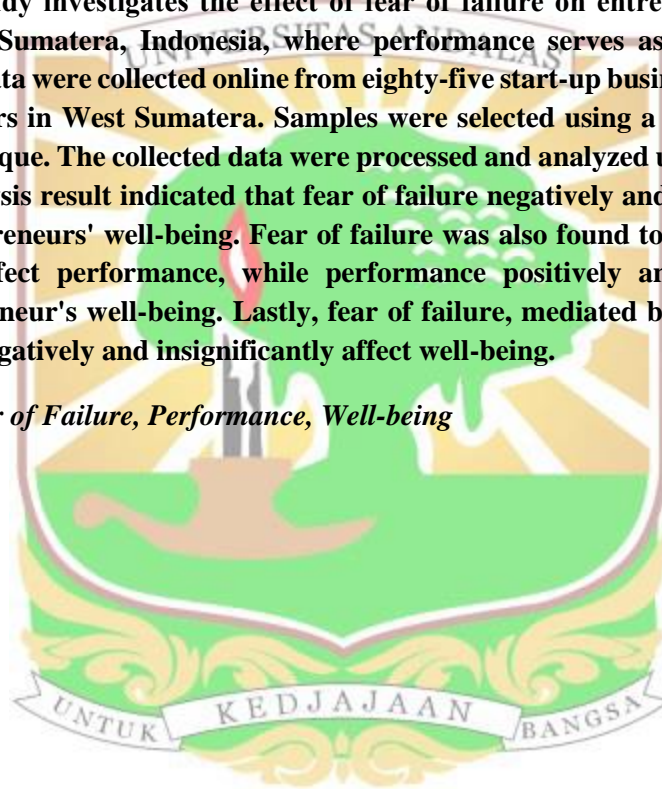 dy investigates the effect of fear of failure on entre
Sumatera, Indonesia, where performance serves as
UNIVERSITAS ANDALAS
ta were collected online from eighty-five start-up busin
rs in West Sumatera. Samples were selected using a
que. The collected data were processed and analyzed u
sis result indicated that fear of failure negatively and
reneurs' well-being. Fear of failure was also found to
fect performance, while performance positively an
neur's well-being. Lastly, fear of failure, mediated b
gatively and insignificantly affect well-being.
r of Failure, Performance, Well-being
UNTUK KEDJAJAAN BANGSA